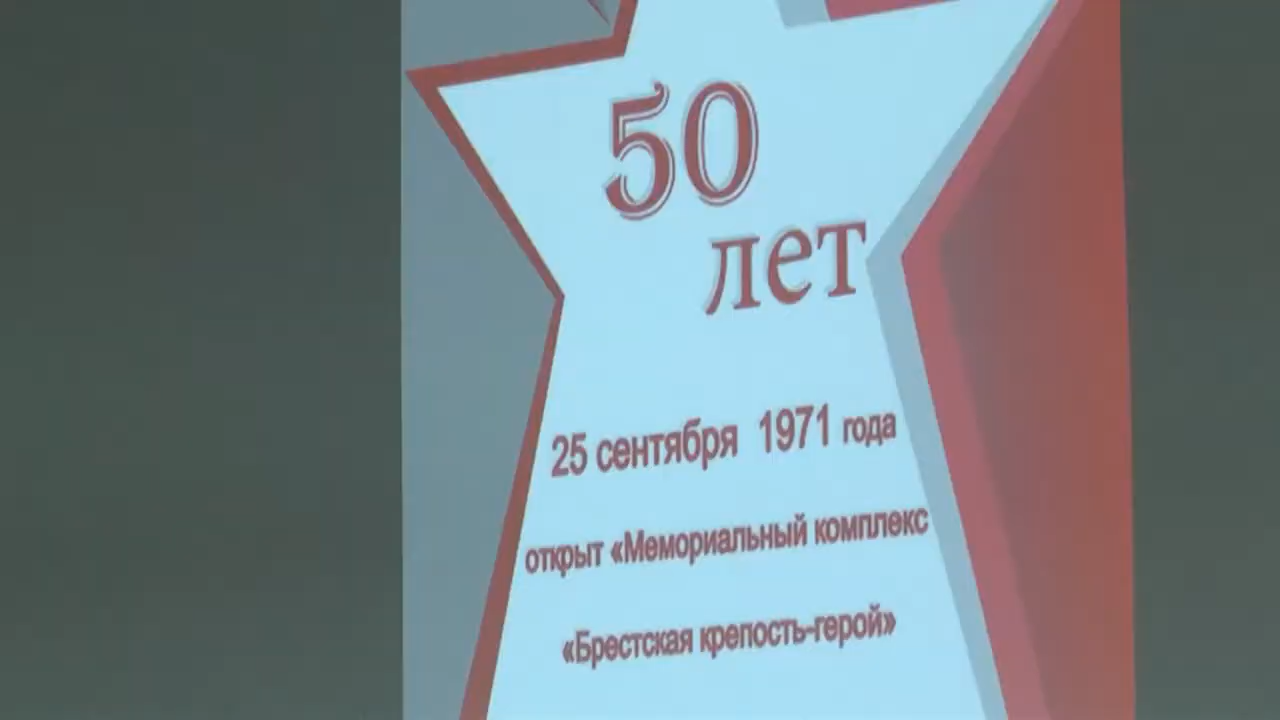 50
лет
25 сентября 1971 года
открыт «Мемориальный комплекс
«Брестская крепость-герой»